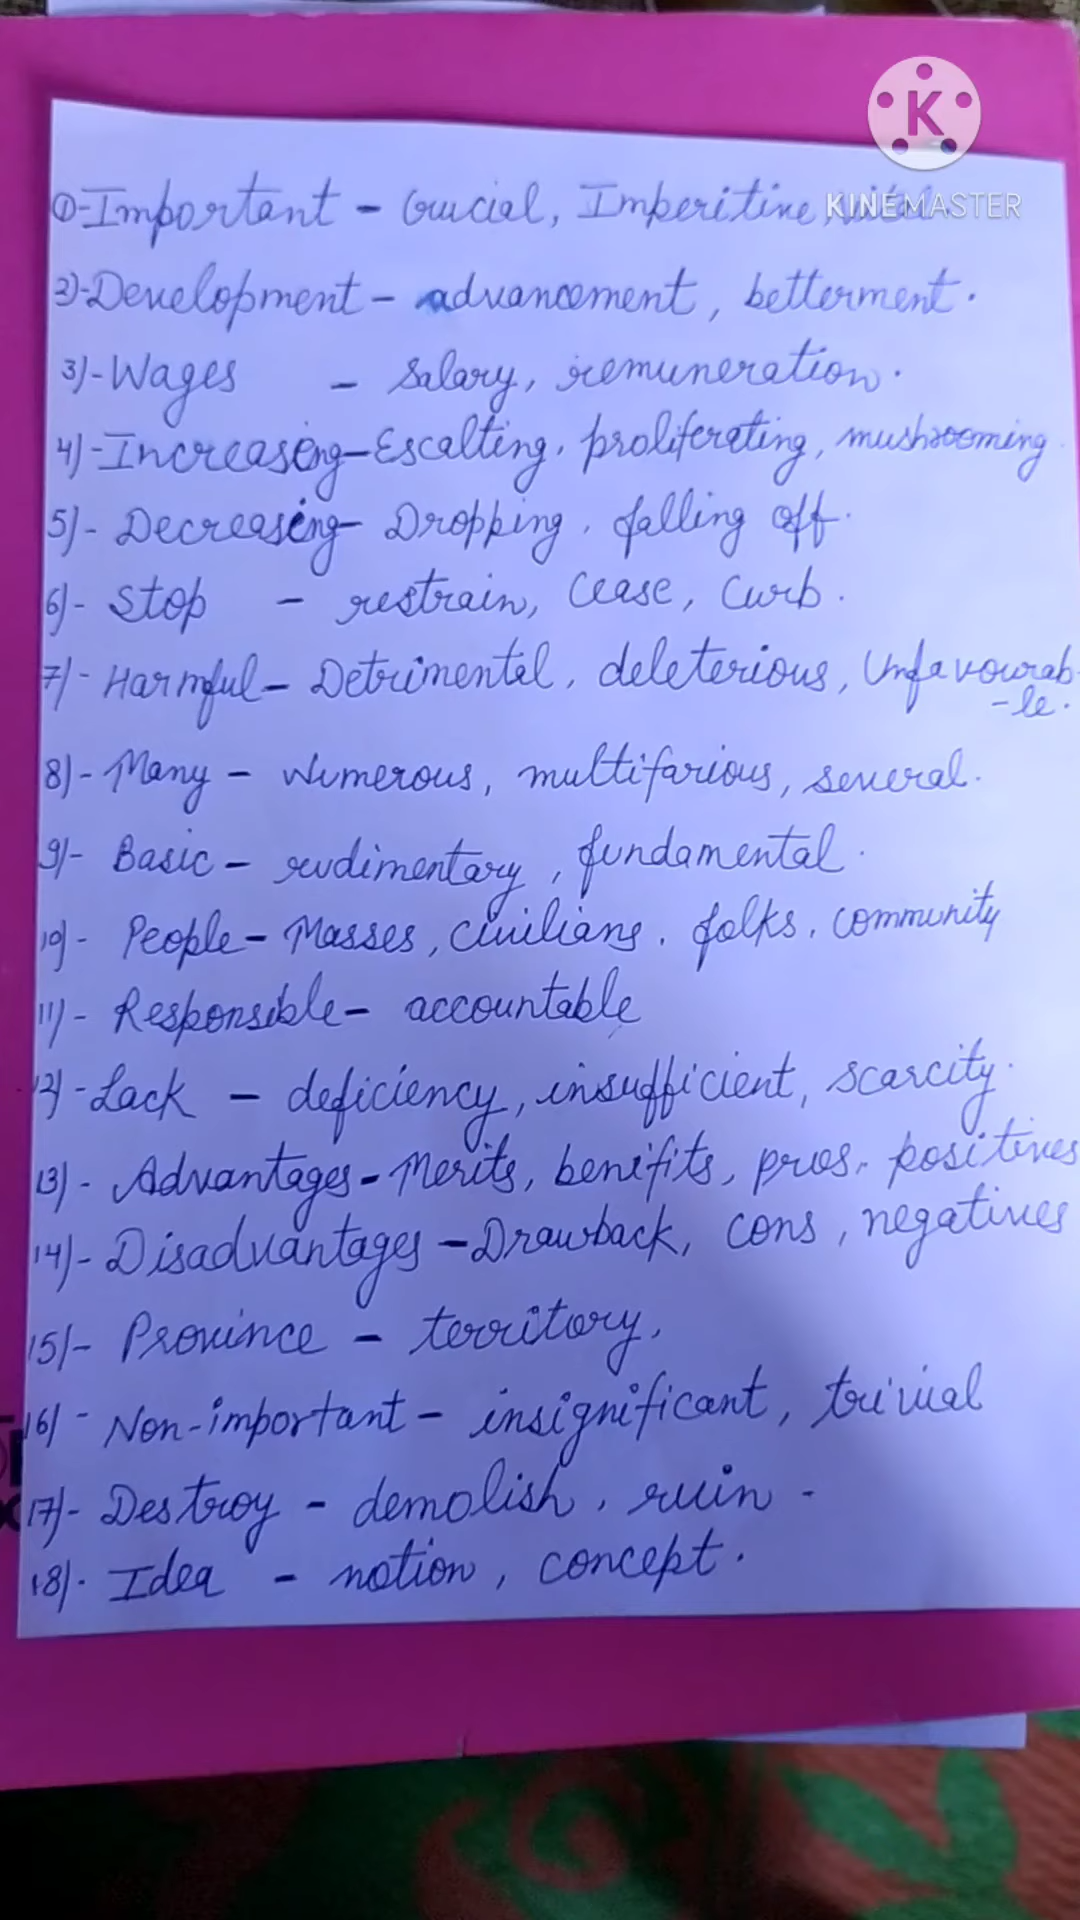 KINEMASTER
1)-Important - Crucial, Imperitine, vital.
2)-Development - advancement, betterment.
3)-Wages - Salary, remuneration.
4)-Increasing-Escalting, proliferating, mushrooming.
5)- Decreasing- Dropping, falling off.
6)- Stop - restrain, Cease, Curb.
7)- Harmful- Detrimental, deleterious, Unfavourab-
-le.
8)- Many - Numerous, multifarious, several.
9)- Basic - rudimentary, fundamental.
10)- People- Masses, civilians, folks, community
11)- Responsible- accountable
12)-Lack - deficiency, insufficient, scarcity.
13)- Advantages-Merits, benifits, pros, positives
14)- Disadvantages-Drawback, cons, negatives
15)- Province - territory,
16)- Non-important - insignificant, trivial
17)- Destroy - demolish, ruin -
18)- Idea - notion, concept.